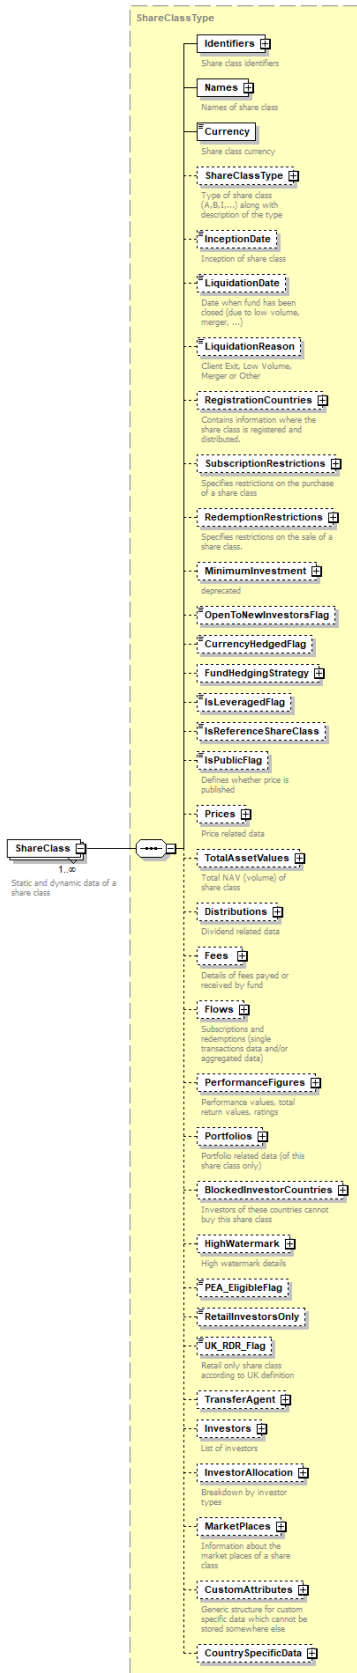 ShareClassType
Identifiers
Share class identifiers
Names
Names of share class
Currency
Share class currency
ShareClassType
Type of share class
(A,B,I,...) along with
description of the type
InceptionDate
Inception of share class
LiquidationDate
Date when fund has been
closed (due to low volume,
merger, ...)
LiquidationReason
Client Exit, Low Volume,
Merger or Other
RegistrationCountries
Contains information where the
share class is registered and
distributed.
SubscriptionRestrictions
Specifies restrictions on the purchase
of a share class
RedemptionRestrictions
Specifies restrictions on the sale of a
share class.
MinimumInvestment
deprecated
OpenToNewInvestorsFlag
CurrencyHedgedFlag
FundHedgingStrategy
IsLeveragedFlag
IsReferenceShareClass
IsPublicFlag
Defines whether price is
published
Prices
Price related data
ShareClass
1..∞
Static and dynamic data of a
share class
TotalAssetValues
Total NAV (volume) of
share class
Distributions
Dividend related data
Fees
Details of fees payed or
received by fund
Flows
Subscriptions and
redemptions (single
transactions data and/or
aggregated data)
PerformanceFigures
Performance values, total
return values, ratings
Portfolios
Portfolio related data (of this
share class only)
BlockedInvestorCountries
Investors of these countries cannot
buy this share class
HighWatermark
High watermark details
PEA_EligibleFlag
RetailInvestorsOnly
UK_RDR_Flag
Retail only share class
according to UK definition
TransferAgent
Investors
List of investors
InvestorAllocation
Breakdown by investor
types
MarketPlaces
Information about the
market places of a share
class
CustomAttributes
Generic structure for custom
specific data which cannot be
stored somewhere else
CountrySpecificData